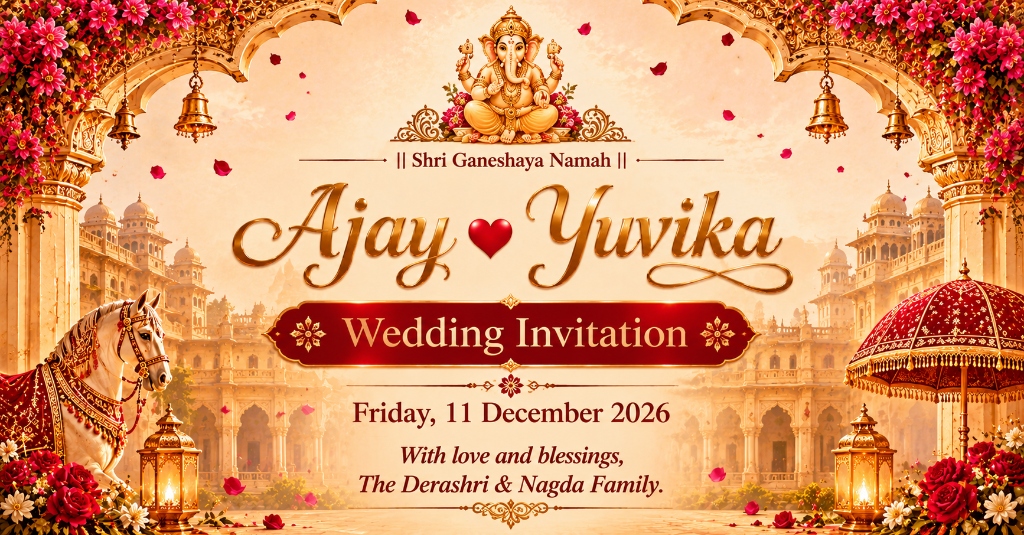 || Shri Ganeshaya Namah ||
Ajay Yuvika
Wedding Invitation
Friday, 11 December 2026
With love and blessings,
The Derashri & Nagda Family.